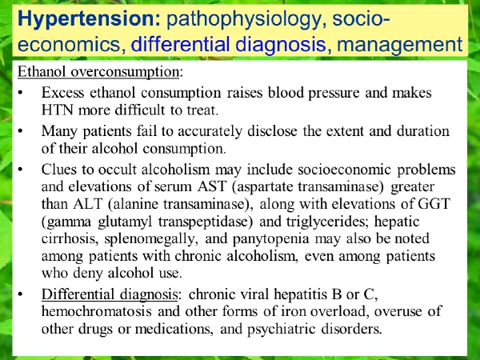 Hypertension: pathophysiology, socio-
economics, differential diagnosis, management
Ethanol overconsumption:
• Excess ethanol consumption raises blood pressure and makes
HTN more difficult to treat.
• Many patients fail to accurately disclose the extent and duration
of their alcohol consumption.
• Clues to occult alcoholism may include socioeconomic problems
and elevations of serum AST (aspartate transaminase) greater
than ALT (alanine transaminase), along with elevations of GGT
(gamma glutamyl transpeptidase) and triglycerides; hepatic
cirrhosis, splenomegally, and panytopenia may also be noted
among patients with chronic alcoholism, even among patients
who deny alcohol use.
• Differential diagnosis: chronic viral hepatitis B or C,
hemochromatosis and other forms of iron overload, overuse of
other drugs or medications, and psychiatric disorders.